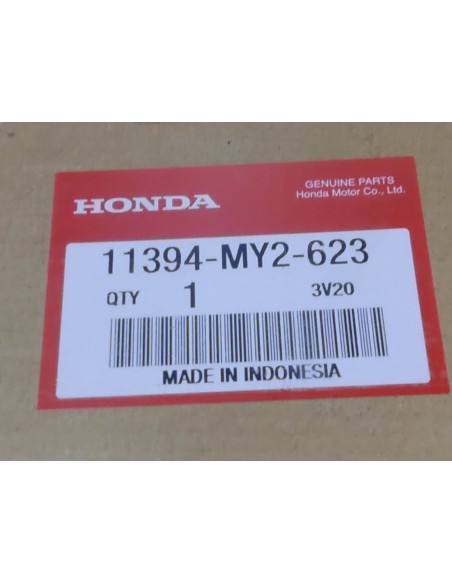 HONDA
GENUINE PARTS
Honda Motor Co., Ltd.
11394-MY2-623
QTY 1 3V20
MADE IN INDONESIA